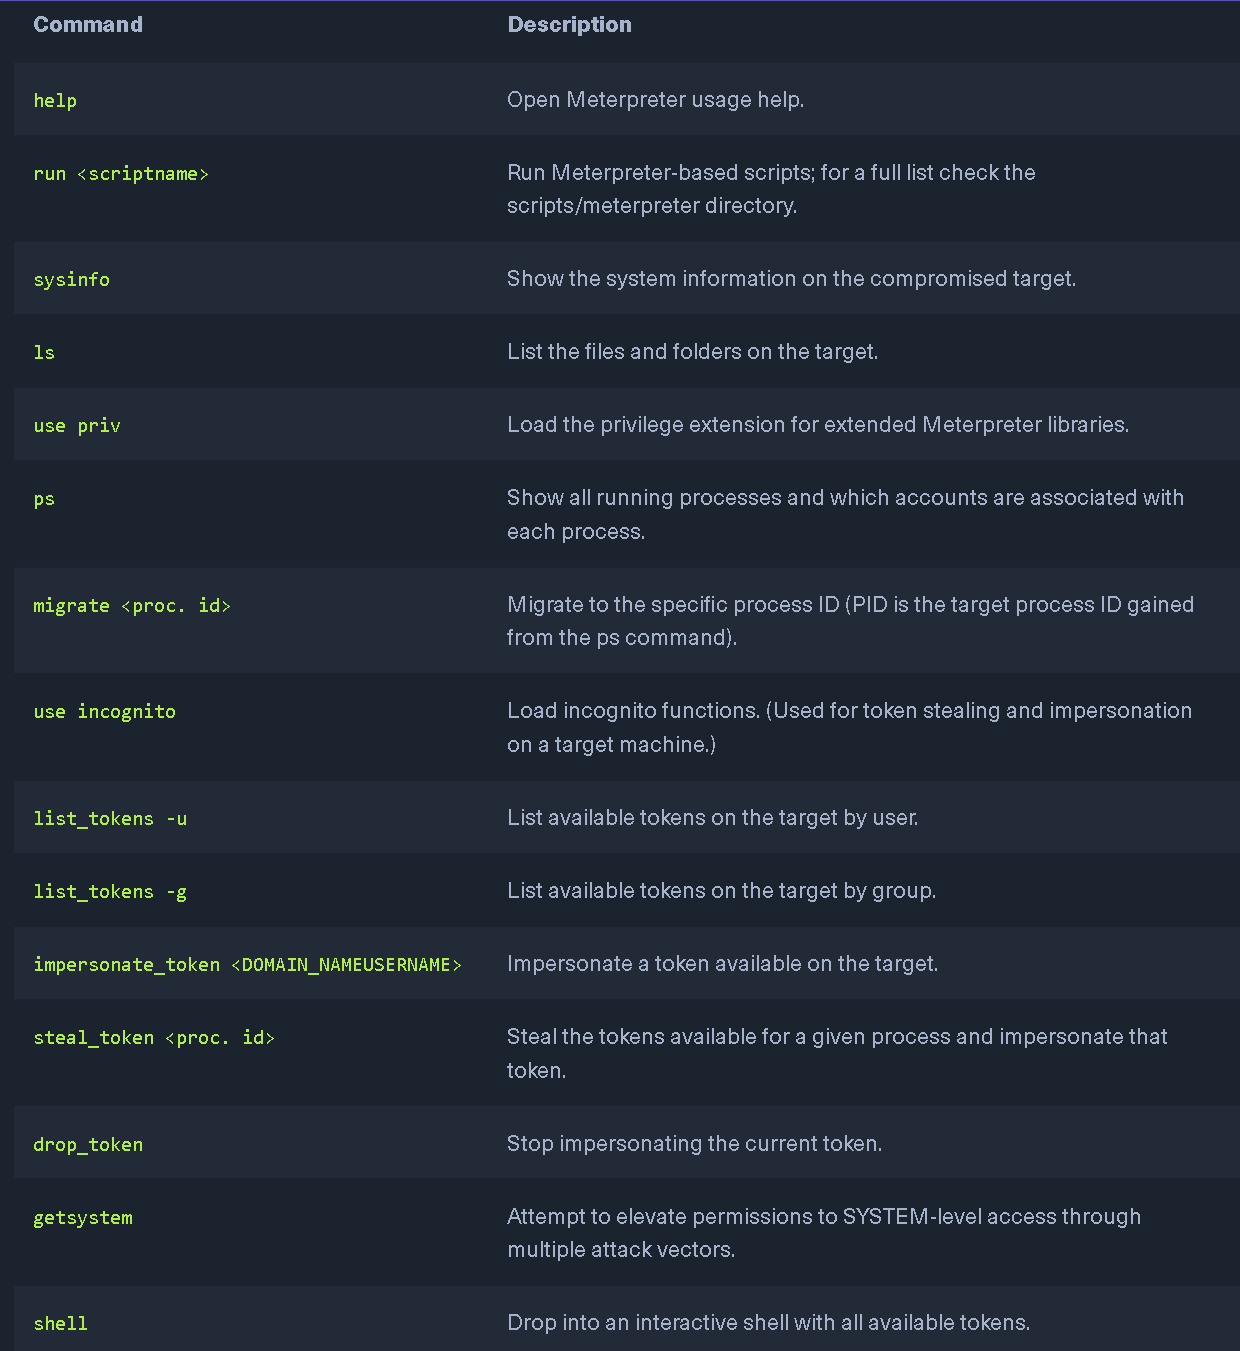 Command Description
help Open Meterpreter usage help.
run <scriptname> Run Meterpreter-based scripts; for a full list check the
scripts/meterpreter directory.
sysinfo Show the system information on the compromised target.
ls List the files and folders on the target.
use priv Load the privilege extension for extended Meterpreter libraries.
ps Show all running processes and which accounts are associated with
each process.
migrate <proc. id> Migrate to the specific process ID (PID is the target process ID gained
from the ps command).
use incognito Load incognito functions. (Used for token stealing and impersonation
on a target machine.)
list_tokens -u List available tokens on the target by user.
list_tokens -g List available tokens on the target by group.
impersonate_token <DOMAIN_NAMEUSERNAME> Impersonate a token available on the target.
steal_token <proc. id> Steal the tokens available for a given process and impersonate that
token.
drop_token Stop impersonating the current token.
getsystem Attempt to elevate permissions to SYSTEM-level access through
multiple attack vectors.
shell Drop into an interactive shell with all available tokens.